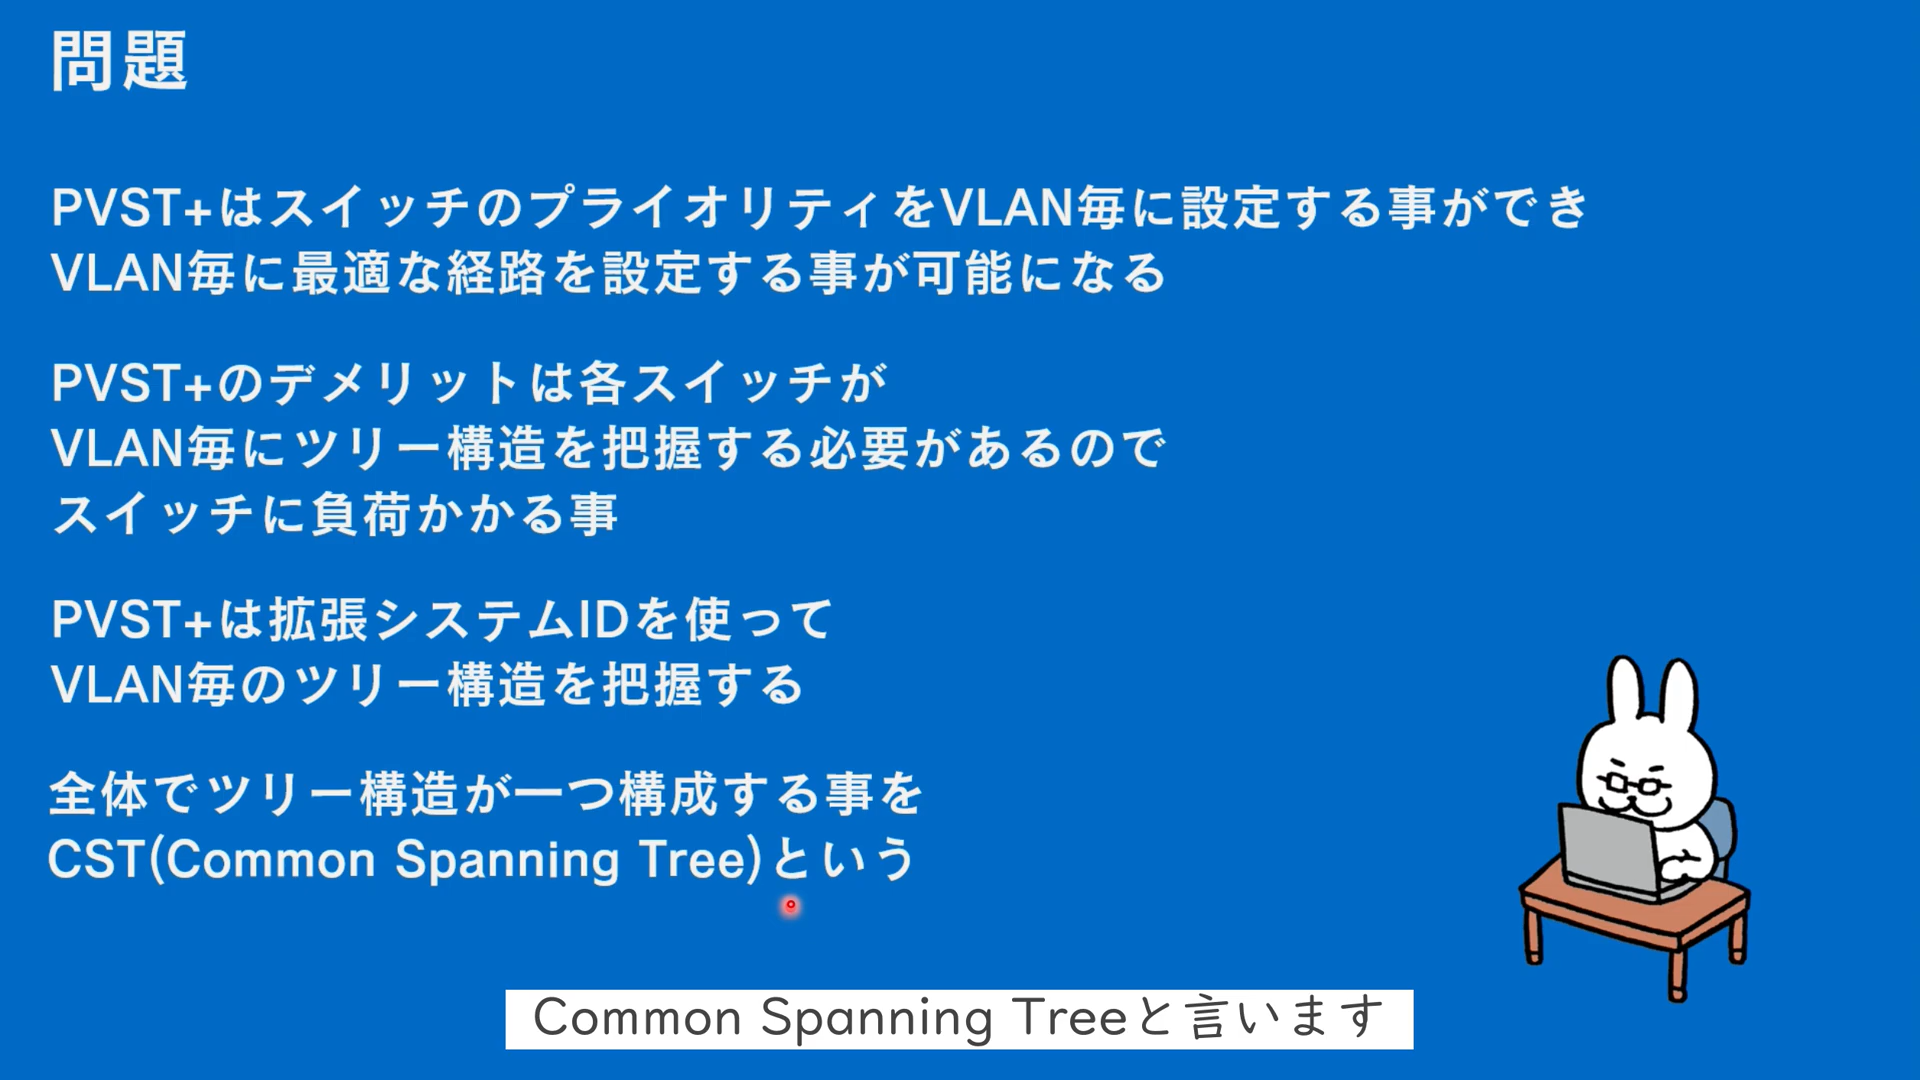 問題
PVST+はスイッチのプライオリティをVLAN毎に設定する事ができ
VLAN毎に最適な経路を設定する事が可能になる
PVST+のデメリットは各スイッチが
VLAN毎にツリー構造を把握する必要があるので
スイッチに負荷かかる事
PVST+は拡張システムIDを使って
VLAN毎のツリー構造を把握する
全体でツリー構造が一つ構成する事を
CST(Common Spanning Tree)という
Common Spanning Treeと言います